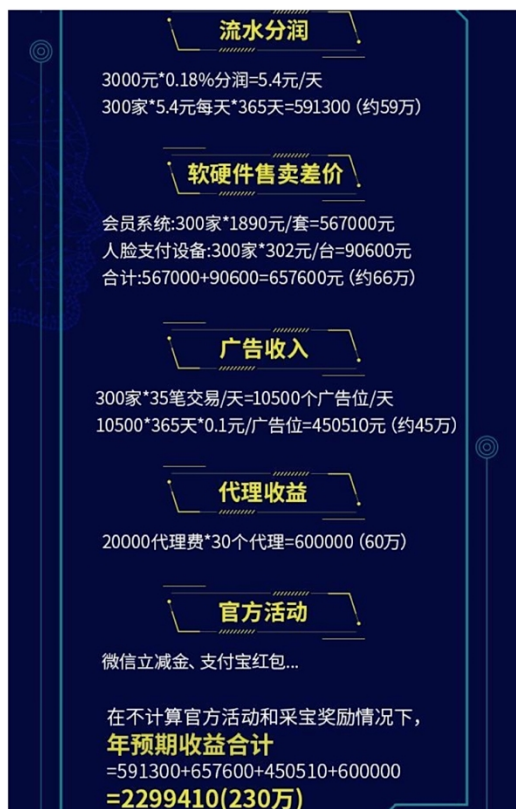 流水分润
3000元*0.18%分润=5.4元/天
300家*5.4元每天*365天=591300 (约59万)
软硬件售卖差价
会员系统:300家*1890元/套=567000元
人脸支付设备:300家*302元/台=90600元
合计:567000+90600=657600元 (约66万)
广告收入
300家*35笔交易/天=10500个广告位/天
10500*365天*0.1元/广告位=450510元 (约45万)
代理收益
20000代理费*30个代理=600000 (60万)
官方活动
微信立减金、支付宝红包...
在不计算官方活动和采宝奖励情况下，
年预期收益合计
=591300+657600+450510+600000
=2299410(230万)